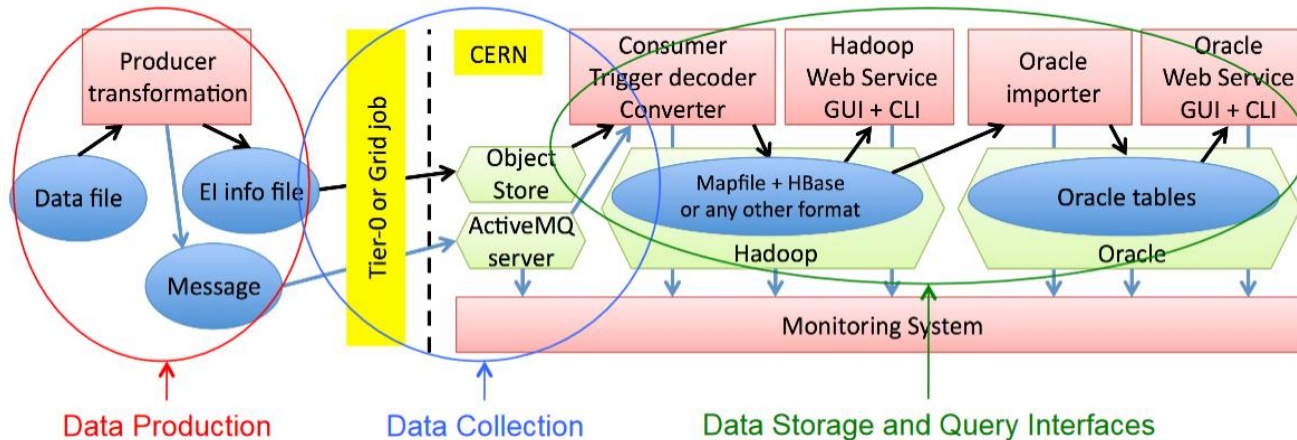 Producer
transformation
Data file
EI info file
Message
Tier-0 or Grid job
CERN
Object
Store
ActiveMQ
server
Consumer
Trigger decoder
Converter
Hadoop
Web Service
GUI + CLI
Oracle
importer
Oracle
Web Service
GUI + CLI
Mapfile + HBase
or any other format
Hadoop
Oracle tables
Oracle
Monitoring System
Data Production
Data Collection
Data Storage and Query Interfaces